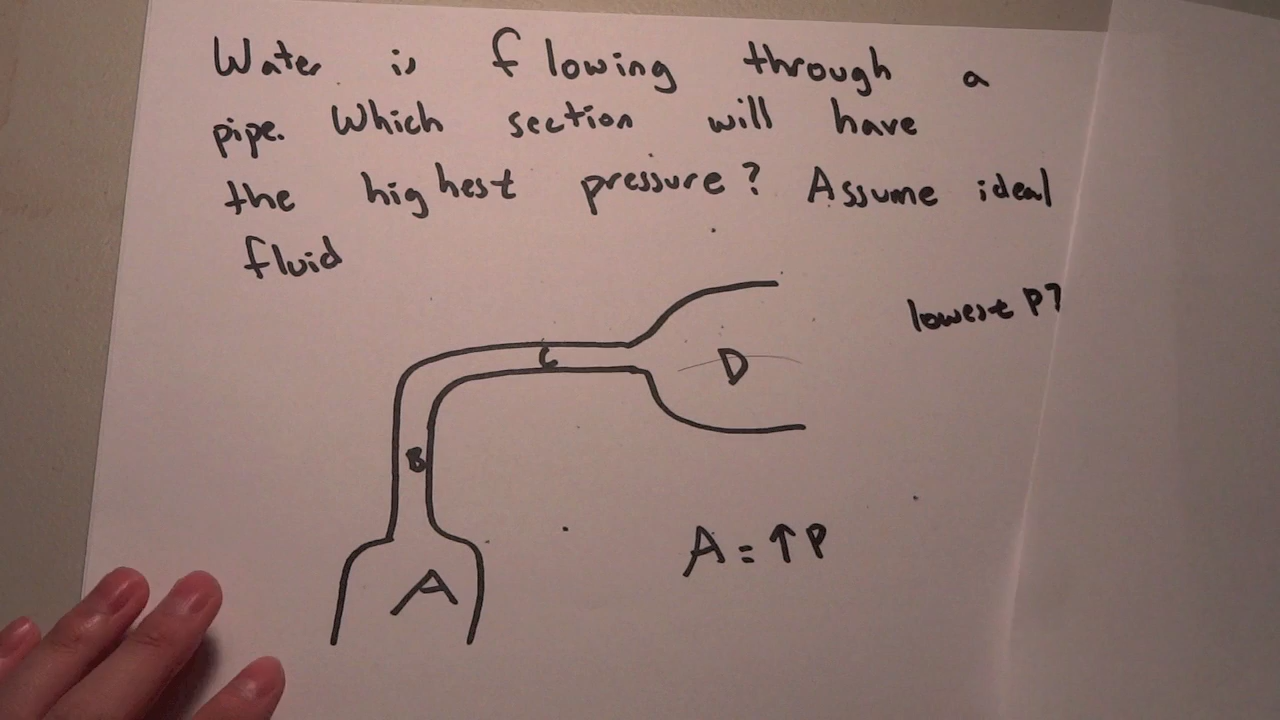 Water is flowing through a
pipe. Which section will have
the highest pressure? Assume ideal
fluid
lowest P?
C
D
B
A = ↑ P
A